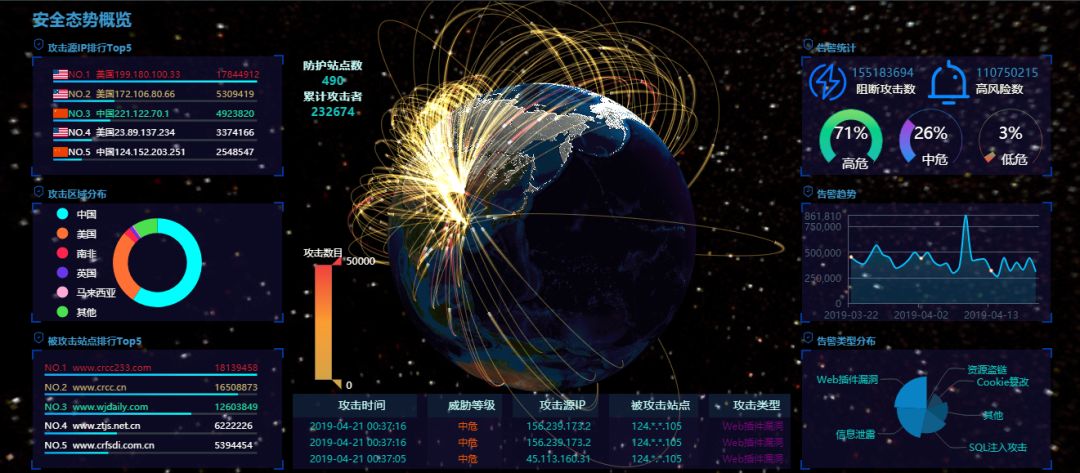 安全态势概览
攻击源IP排行Top5
NO.1 美国199.180.100.33 17844912
NO.2 美国172.106.80.66 5309419
NO.3 中国221.122.70.1 4923820
NO.4 美国23.89.137.234 3374166
NO.5 中国124.152.203.251 2548547
攻击区域分布
中国
美国
南非
英国
马来西亚
其他
被攻击站点排行Top5
NO.1 www.crcc233.com 18139458
NO.2 www.crcc.cn 16508873
NO.3 www.wjdaily.com 12603849
NO.4 www.ztjs.net.cn 6222226
NO.5 www.crfsdi.com.cn 5394454
防护站点数
490
累计攻击者
232674
攻击数目
50000
0
攻击时间 威胁等级 攻击源IP 被攻击站点 攻击类型
2019-04-21 00:37:16 中危 156.239.173.2 124.*.*.105 Web插件漏洞
2019-04-21 00:37:16 中危 156.239.173.2 124.*.*.105 Web插件漏洞
2019-04-21 00:37:05 中危 45.113.160.31 124.*.*.105 Web插件漏洞
告警统计
155183694 110750215
阻断攻击数 高风险数
71% 26% 3%
高危 中危 低危
告警趋势
861,810
750,000
500,000
250,000
0
2019-03-22 2019-04-02 2019-04-13
告警类型分布
资源盗链
Web插件漏洞
Cookie篡改
其他
信息泄露
SQL注入攻击